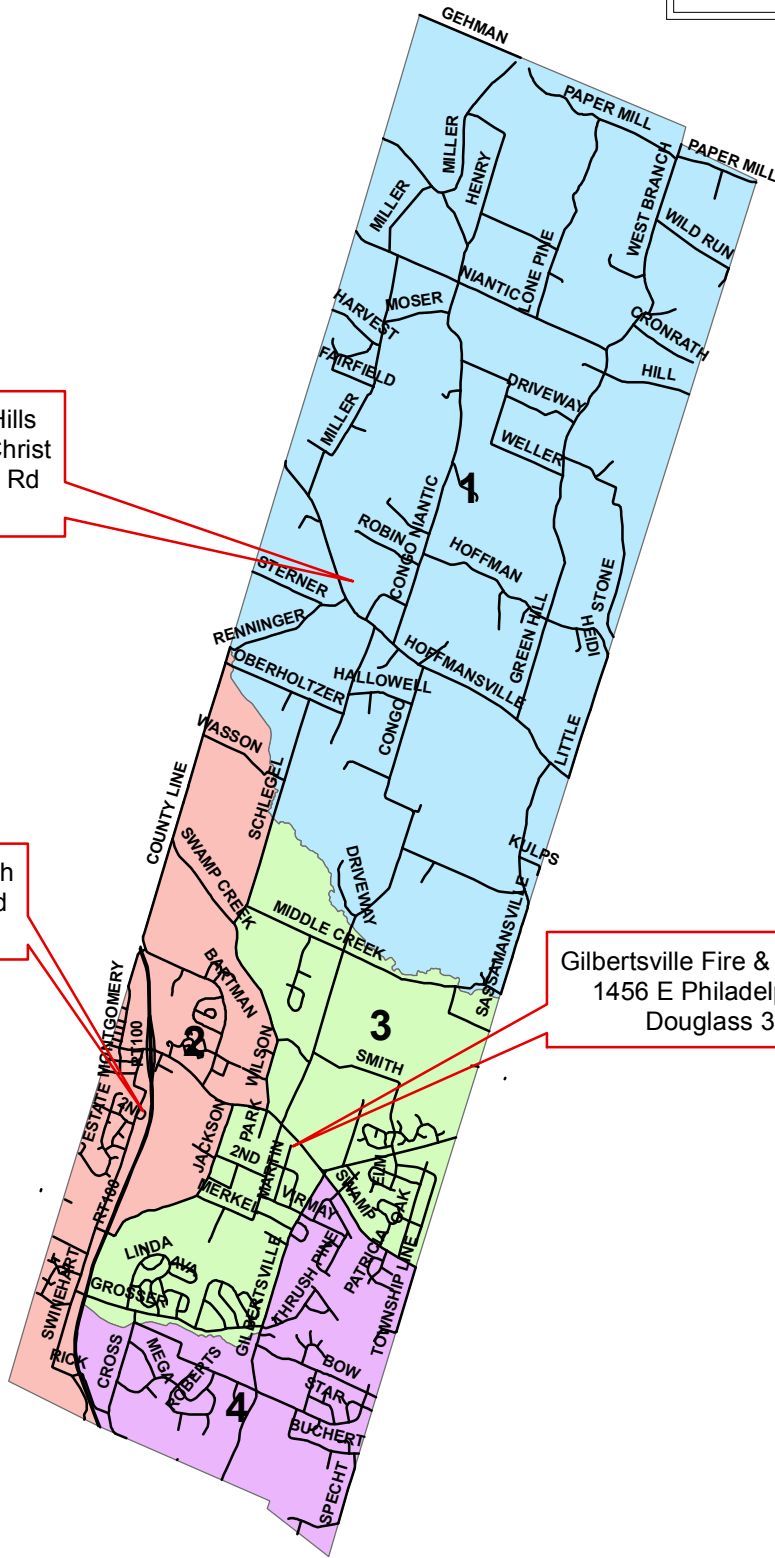 GEHMAN
PAPER MILL
PAPER MILL
MILLER
HENRY
WEST BRANCH
WILD RUN
MILLER
LONE PINE
NIANTIC
MOSER
HARVEST
CRONRATH
FAIRFIELD
HILL
DRIVEWAY
MILLER
WELLER
Hills
Christ
Rd
1
CONGO NIANTIC
ROBIN
HOFFMAN
STERNER
STONE
GREEN HILL
HEIDI
RENNINGER
HOFFMANSVILLE
OBERHOLTZER
HALLOWELL
CONGO
WASSON
LITTLE
COUNTY LINE
SCHLEGEL
KULPS
SWAMP CREEK
DRIVEWAY
MIDDLE CREEK
SASSAMANSVILLE
BARTMAN
Gilbertsville Fire &
1456 E Philadelp
Douglass 3
ESTATE MONTGOMERY
RT100
2
3
WILSON
SMITH
2ND
JACKSON
PARK
2ND
MARTIN
ELM
SWAMP
OAK
MERKEL
VIRMAY
RT100
PATRICIA
LINDA
AVA
THRUSH PINE
GILBERTSVILLE
TOWNSHIP LINE
GROSSER
SWINEHART
RICK
CROSS
MEGA
ROBERTS
BOW
STAR
4
BUCHERT
SPECHT